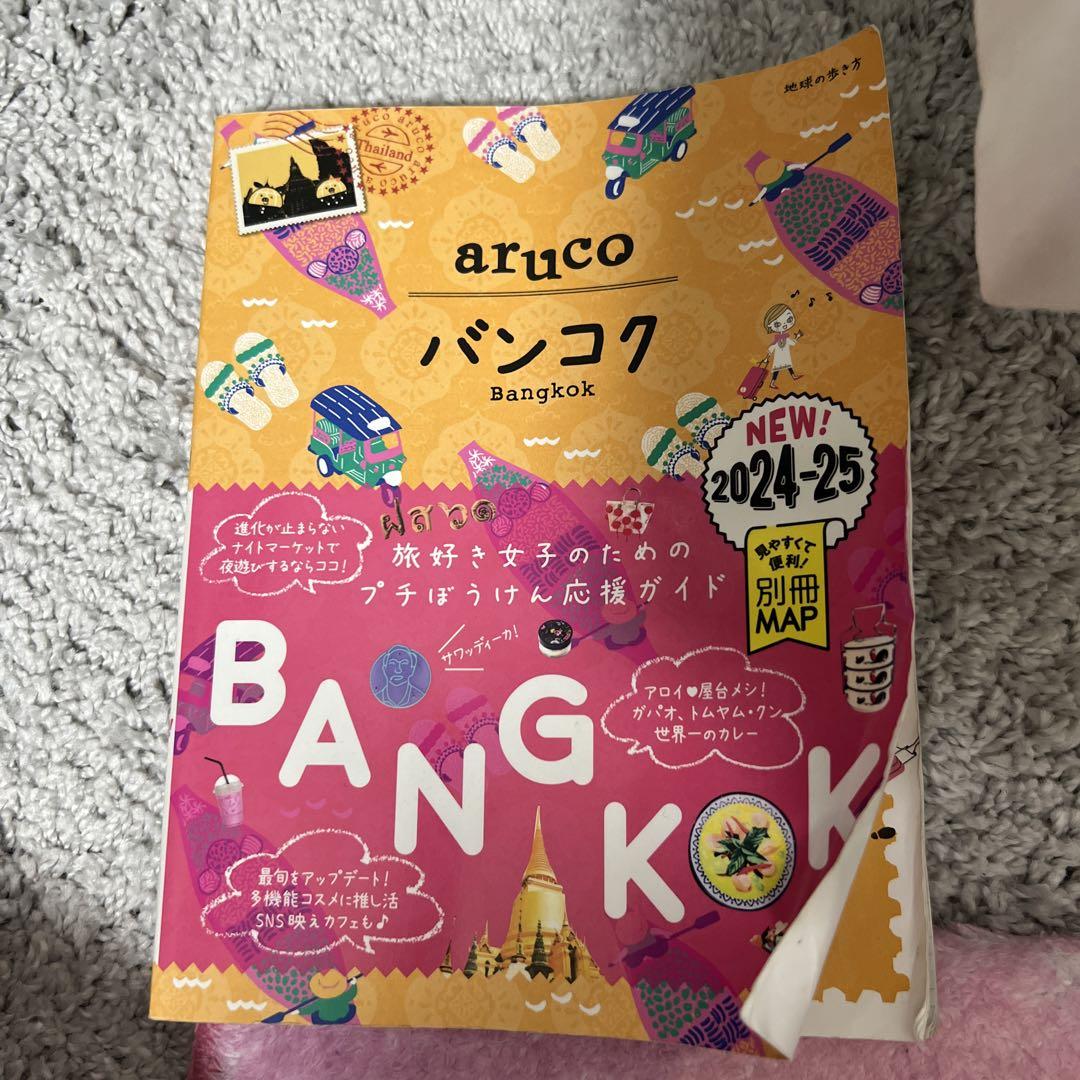 地球の歩き方
aruco aruco
Thailand
aruco
バンコク
Bangkok
NEW!
2024-25
見やすくて
便利!
別冊
MAP
進化が止まらない
ナイトマーケットで
夜遊びするならココ!
旅好き女子のための
プチぼうけん応援ガイド
サワッディーカ!
BANGKOK
アロイ♥屋台メシ!
ガパオ、トムヤム・クン
世界一のカレー
最旬をアップデート!
多機能コスメに推し活
SNS映えカフェも♪